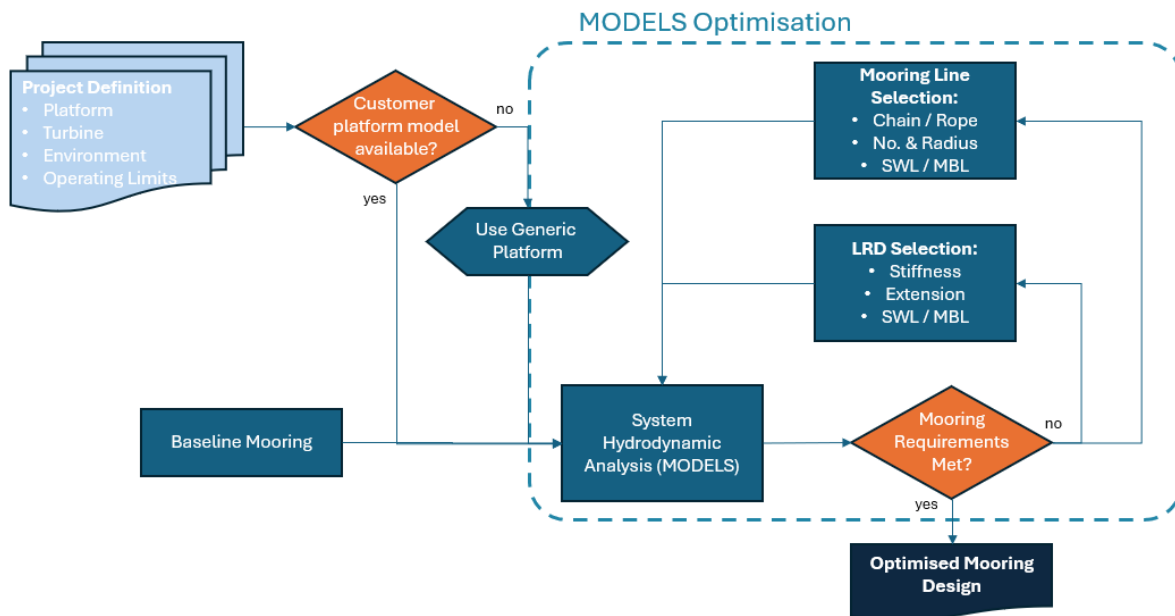 MODELS Optimisation
Project Definition
• Platform
• Turbine
• Environment
• Operating Limits
Customer
platform model
available?
no
yes
Use Generic
Platform
Mooring Line
Selection:
• Chain / Rope
• No. & Radius
• SWL / MBL
LRD Selection:
• Stiffness
• Extension
• SWL / MBL
Baseline Mooring
System
Hydrodynamic
Analysis (MODELS)
Mooring
Requirements
Met?
no
yes
Optimised Mooring
Design